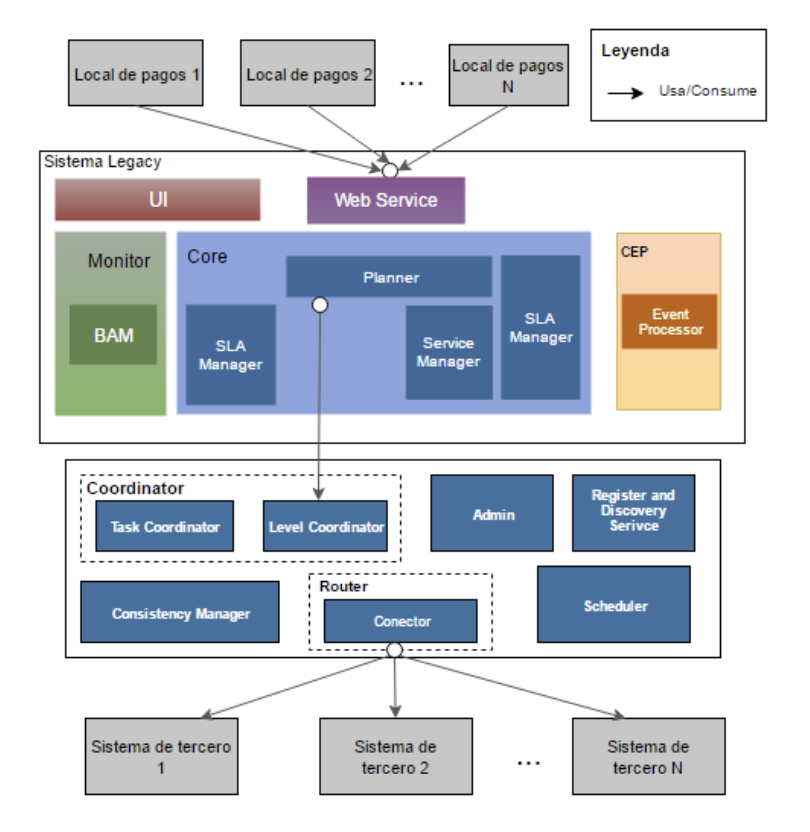 Local de pagos 1
Local de pagos 2
...
Local de pagos
N
Leyenda
Usa/Consume
Sistema Legacy
UI
Web Service
Monitor
BAM
Core
Planner
SLA
Manager
Service
Manager
SLA
Manager
CEP
Event
Processor
Coordinator
Task Coordinator
Level Coordinator
Admin
Register and
Discovery
Serivce
Consistency Manager
Router
Conector
Scheduler
Sistema de tercero
1
Sistema de
tercero 2
...
Sistema de
tercero N